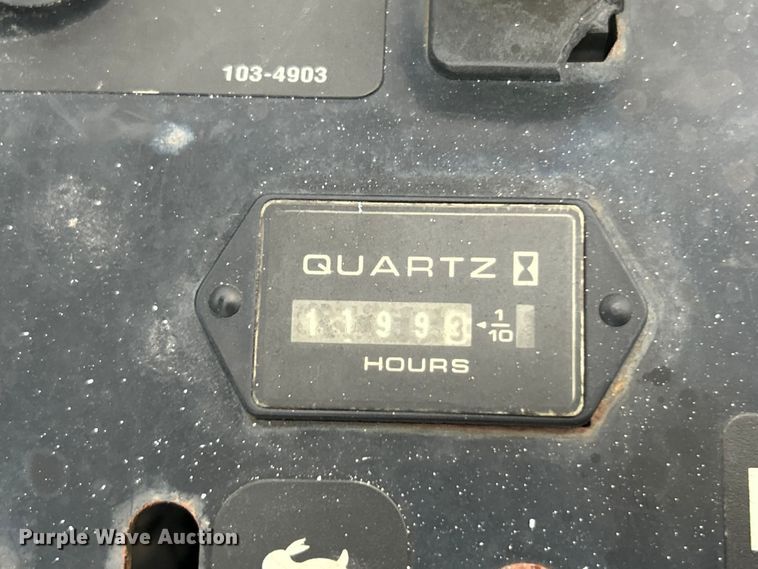 103-4903
QUARTZ
11993 1/10
HOURS
Purple Wave Auction